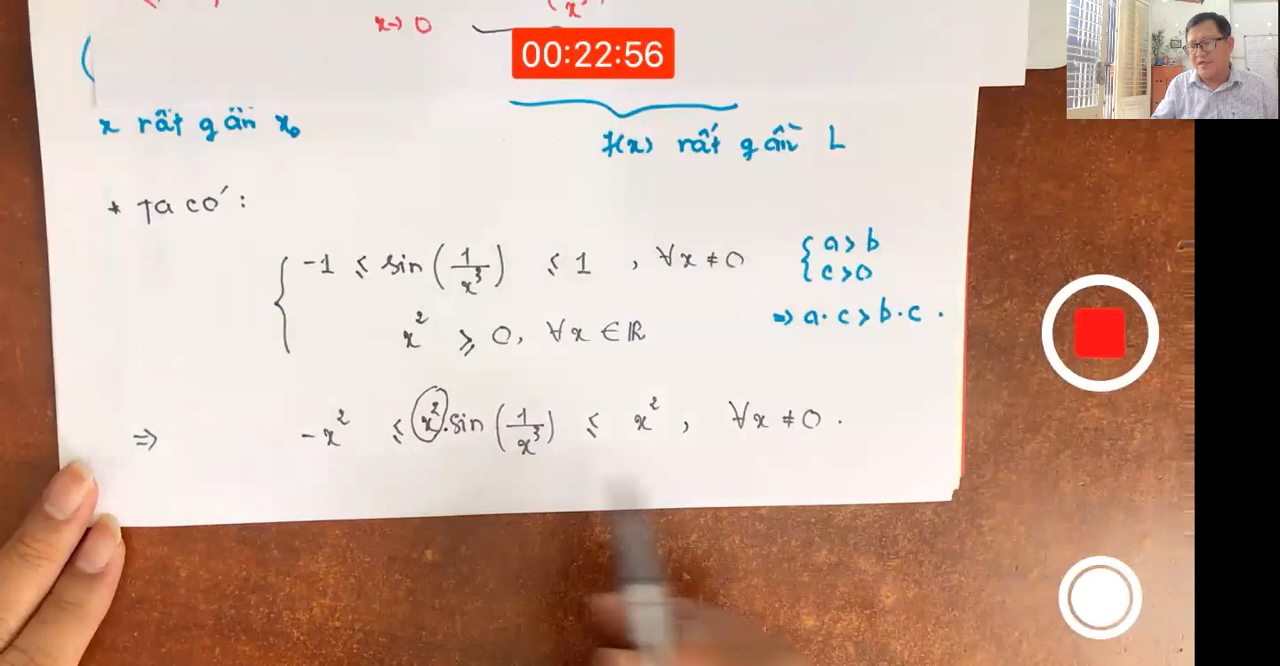 x→ 0
00:22:56
x rất gần x₀
f(x) rất gần L
* Ta có:
-1 ≤ sin(1/x³) ≤ 1 , ∀x ≠ 0
x² ≥ 0, ∀x ∈ ℝ
{ a > b
c > 0
⇒ a·c > b·c .
⇒ -x² ≤ x².sin(1/x³) ≤ x² , ∀x ≠ 0 .